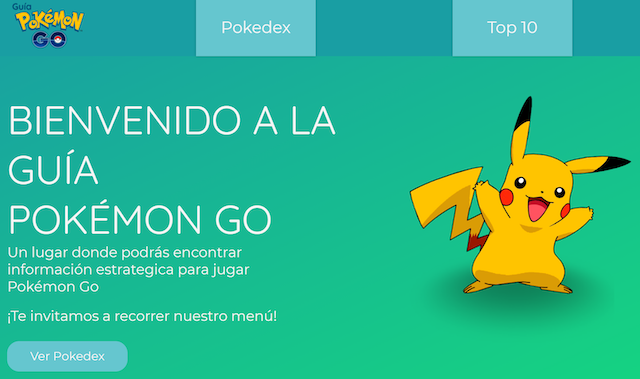 Guía
POKÉMON
GO
Pokedex
Top 10
BIENVENIDO A LA
GUÍA
POKÉMON GO
Un lugar donde podrás encontrar
información estrategica para jugar
Pokémon Go
¡Te invitamos a recorrer nuestro menú!
Ver Pokedex